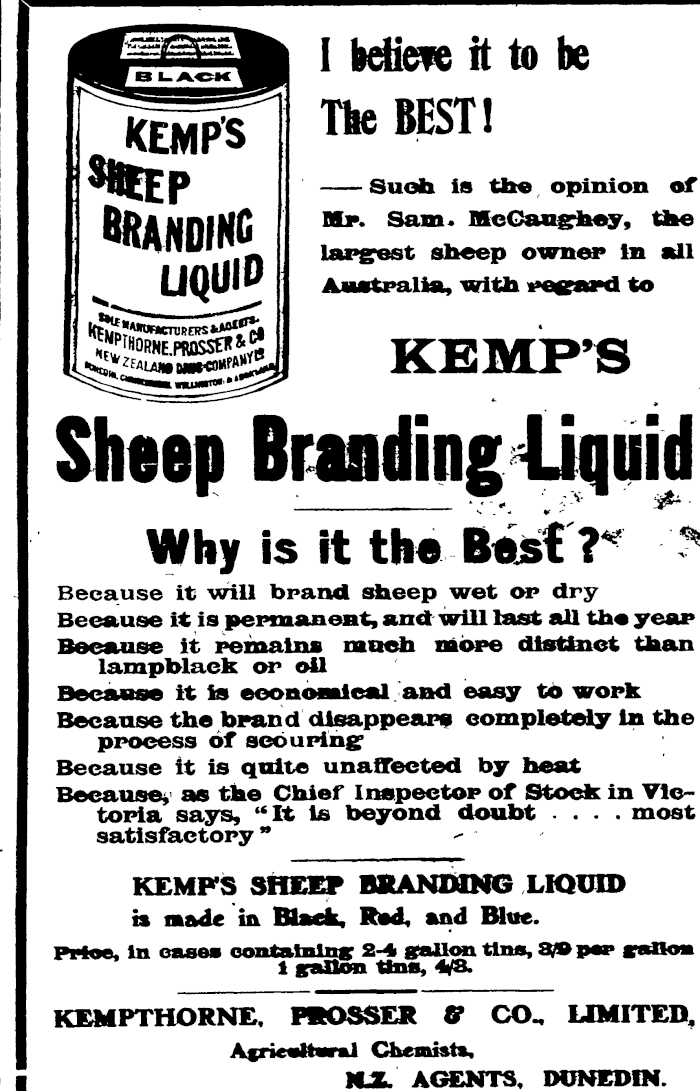 BLACK
KEMP'S
SHEEP
BRANDING
LIQUID
SOLE MANUFACTURERS & AGENTS.
KEMPTHORNE, PROSSER & CO
NEW ZEALAND DRUG COMPANY LD
I believe it to be
The BEST!
— Such is the opinion of
Mr. Sam. McCaughey, the
largest sheep owner in all
Australia, with regard to
KEMP'S
Sheep Branding Liquid
Why is it the Best?
Because it will brand sheep wet or dry
Because it is permanent, and will last all the year
Because it remains much more distinct than
lampblack or oil
Because it is economical and easy to work
Because the brand disappears completely in the
process of scouring
Because it is quite unaffected by heat
Because, as the Chief Inspector of Stock in Vic-
toria says, "It is beyond doubt . . . . most
satisfactory"
KEMP'S SHEEP BRANDING LIQUID
is made in Black, Red, and Blue.
Price, in cases containing 2-4 gallon tins, 3/9 per gallon
1 gallon tins, 4/3.
KEMPTHORNE, PROSSER & CO., LIMITED,
Agricultural Chemists,
N.Z. AGENTS, DUNEDIN.